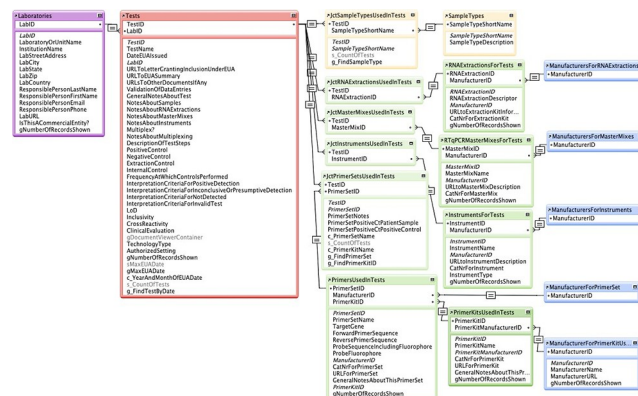 Laboratories
LabID
LabID
LaboratoryOrUnitName
InstitutionName
LabStreetAddress
LabCity
LabState
LabZip
LabCountry
ResponsiblePersonLastName
ResponsiblePersonFirstName
ResponsiblePersonEmail
ResponsiblePersonPhone
LabURL
IsThisACommercialEntity?
gNumberOfRecordsShown
Tests
TestID
LabID
TestID
TestName
DateEUAIssued
LabID
URLToLetterGrantingInclusionUnderEUA
URLToEUASummary
URLsToOtherDocumentsIfAny
ValidationOfDataEntries
GeneralNotesAboutTest
NotesAboutSamples
NotesAboutRNAExtractions
NotesAboutMasterMixes
NotesAboutInstruments
Multiplex?
NotesAboutMultiplexing
DescriptionOfTestSteps
PositiveControl
NegativeControl
ExtractionControl
InternalControl
FrequencyAtWhichControlsPerformed
InterpretationCriteriaForPositiveDetection
InterpretationCriteriaForInconclusiveOrPresumptiveDetection
InterpretationCriteriaForNotDetected
InterpretationCriteriaForInvalidTest
LoD
Inclusivity
CrossReactivity
ClinicalEvaluation
gDocumentViewerContainer
TechnologyType
AuthorizedSetting
gNumberOfRecordsShown
sMaxEUADate
gMaxEUADate
c_YearAndMonthOfEUADate
s_CountOfTests
g_FindTestByDate
JctSampleTypesUsedInTests
TestID
SampleTypeShortName
TestID
SampleTypeShortName
s_CountOfTests
g_FindSampleType
JctRNAExtractionsUsedInTests
TestID
RNAExtractionID
JctMasterMixesUsedInTests
TestID
MasterMixID
JctInstrumentsUsedInTests
TestID
InstrumentID
JctPrimerSetsUsedInTests
TestID
PrimerSetID
TestID
PrimerSetID
PrimerSetNotes
PrimerSetPositiveCtPatientSample
PrimerSetPositiveCtPositiveControl
c_PrimerSetName
s_CountOfTests
c_PrimerKitName
g_FindPrimerSet
g_FindPrimerKitID
PrimersUsedInTests
PrimerSetID
ManufacturerID
PrimerKitID
PrimerSetID
PrimerSetName
TargetGene
ForwardPrimerSequence
ReversePrimerSequence
ProbeSequenceIncludingFluorophore
ProbeFluorophore
ManufacturerID
CatNrForPrimerSet
URLForPrimerSet
GeneralNotesAboutThisPrimerSet
PrimerKitID
gNumberOfRecordsShown
SampleTypes
SampleTypeShortName
SampleTypeShortName
SampleTypeDescription
RNAExtractionsForTests
RNAExtractionID
ManufacturerID
RNAExtractionID
RNAExtractionDescriptor
ManufacturerID
URLtoExtractionKitInfor...
CatNrForExtractionKit
gNumberOfRecordsShown
RTqPCRMasterMixesForTests
MasterMixID
ManufacturerID
MasterMixID
MasterMixName
ManufacturerID
URLtoMasterMixDescription
CatNrForMasterMix
gNumberOfRecordsShown
InstrumentsForTests
InstrumentID
ManufacturerID
InstrumentID
InstrumentName
ManufacturerID
URLtoInstrumentDescription
CatNrForInstrument
InstrumentType
gNumberOfRecordsShown
PrimerKitsUsedInTests
PrimerKitID
PrimerKitManufacturerID
PrimerKitID
PrimerKitName
PrimerKitManufacturerID
CatNrForPrimerKit
URLForPrimerKit
GeneralNotesAboutThisPr...
gNumberOfRecordsShown
ManufacturersForRNAExtractions
ManufacturerID
ManufacturersForMasterMixes
ManufacturerID
ManufacturersForInstruments
ManufacturerID
ManufacturerForPrimerSet
ManufacturerID
ManufacturerForPrimerKitUs...
ManufacturerID
ManufacturerID
ManufacturerName
ManufacturerURL
gNumberOfRecordsShown